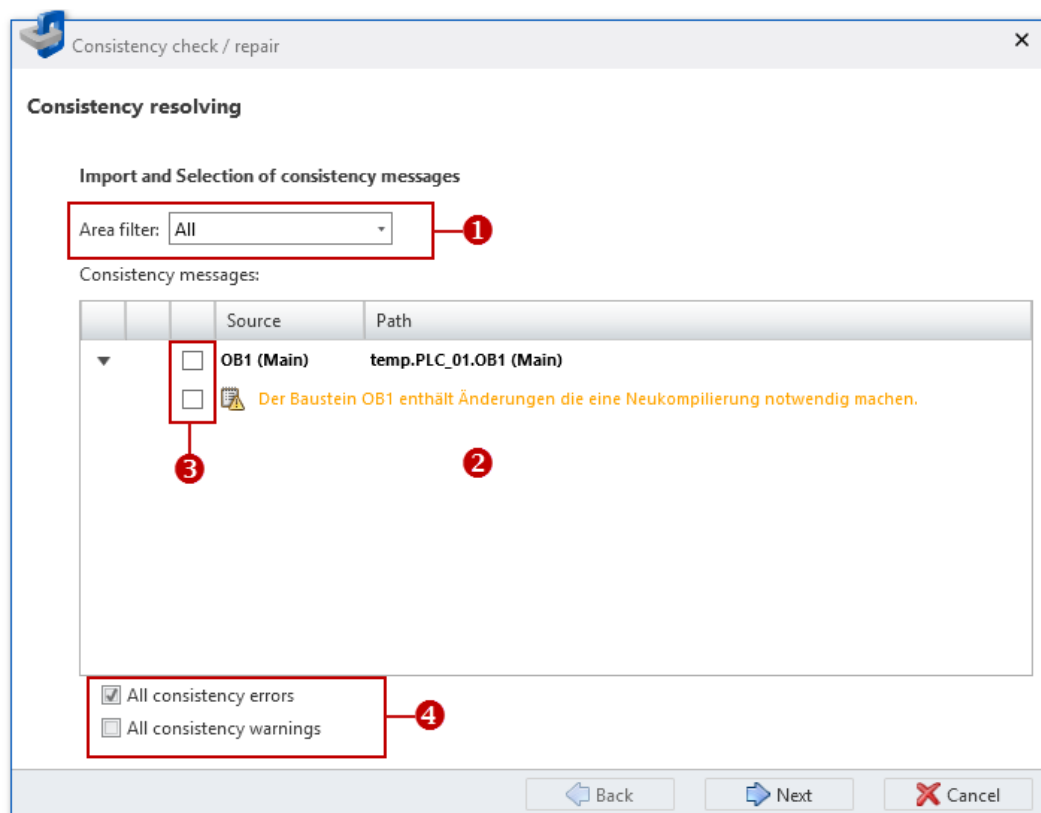 Consistency check / repair
Consistency resolving
Import and Selection of consistency messages
Area filter: All
1
Consistency messages:
Source Path
OB1 (Main) temp.PLC_01.OB1 (Main)
Der Baustein OB1 enthält Änderungen die eine Neukompilierung notwendig machen.
3 2
All consistency errors
4
All consistency warnings
Back Next Cancel